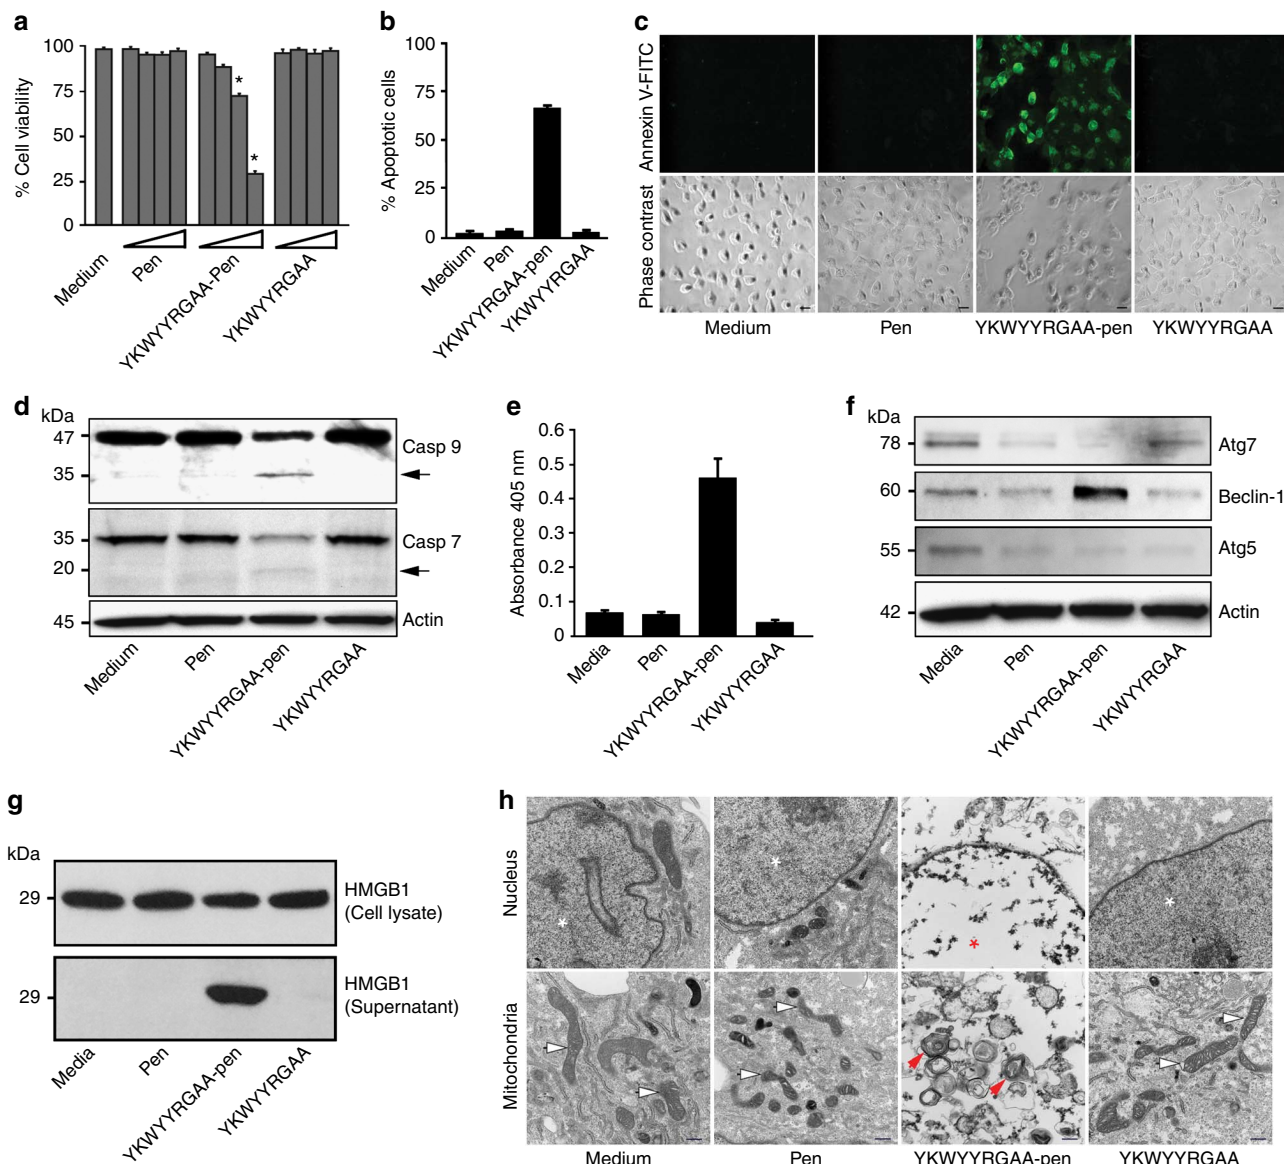 a
% Cell viability
100
75
50
25
0
*
*
Medium
Pen
YKWYYRGAA-Pen
YKWYYRGAA
b
% Apoptotic cells
100
75
50
25
0
Medium
Pen
YKWYYRGAA-pen
YKWYYRGAA
c
Annexin V-FITC
Phase contrast
Medium
Pen
YKWYYRGAA-pen
YKWYYRGAA
d
kDa
47
35
Casp 9
35
20
Casp 7
45
Actin
Medium
Pen
YKWYYRGAA-pen
YKWYYRGAA
e
Absorbance 405 nm
0.6
0.5
0.4
0.3
0.2
0.1
0
Media
Pen
YKWYYRGAA-pen
YKWYYRGAA
f
kDa
78
Atg7
60
Beclin-1
55
Atg5
42
Actin
Media
Pen
YKWYYRGAA-pen
YKWYYRGAA
g
kDa
29
HMGB1
(Cell lysate)
29
HMGB1
(Supernatant)
Media
Pen
YKWYYRGAA-pen
YKWYYRGAA
h
Nucleus
*
*
*
*
Mitochondria
Medium
Pen
YKWYYRGAA-pen
YKWYYRGAA